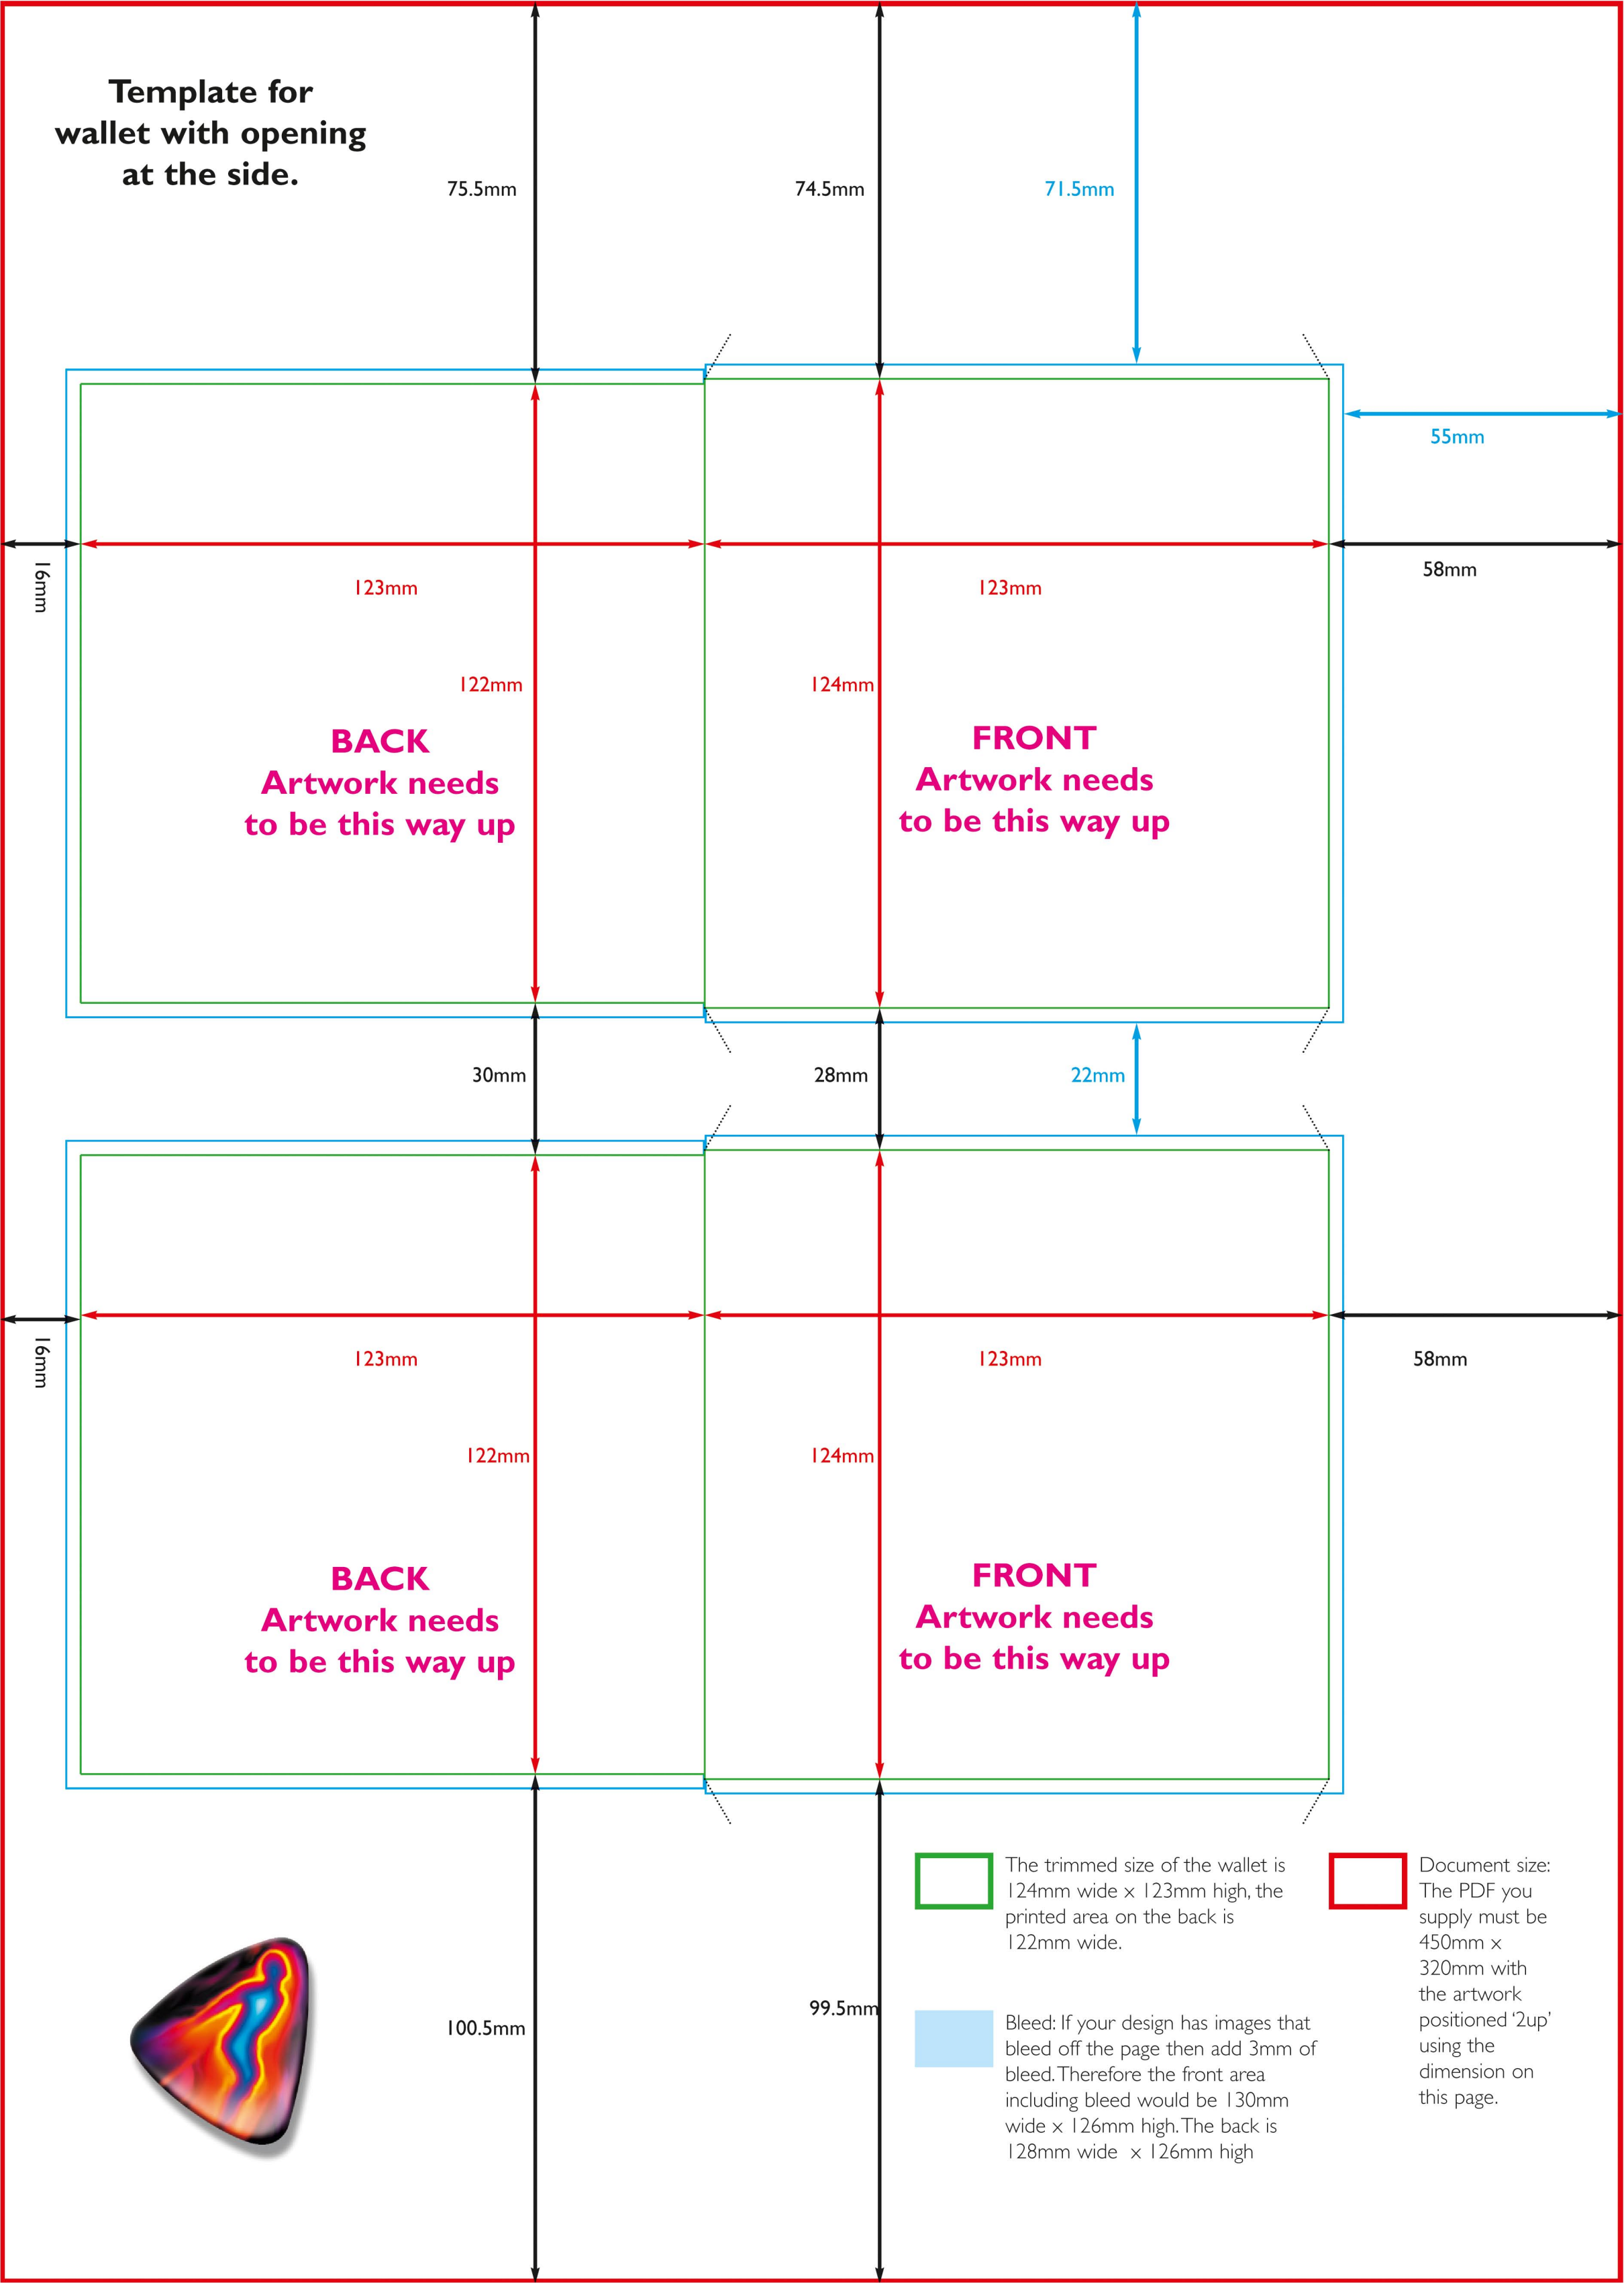 Template for
wallet with opening
at the side.
75.5mm
74.5mm
71.5mm
55mm
16mm
58mm
123mm
123mm
122mm
124mm
BACK
Artwork needs
to be this way up
FRONT
Artwork needs
to be this way up
30mm
28mm
22mm
16mm
123mm
123mm
58mm
122mm
124mm
BACK
Artwork needs
to be this way up
FRONT
Artwork needs
to be this way up
The trimmed size of the wallet is
124mm wide x 123mm high, the
printed area on the back is
122mm wide.
Document size:
The PDF you
supply must be
450mm x
320mm with
the artwork
positioned ‘2up’
using the
dimension on
this page.
100.5mm
99.5mm
Bleed: If your design has images that
bleed off the page then add 3mm of
bleed. Therefore the front area
including bleed would be 130mm
wide x 126mm high. The back is
128mm wide x 126mm high